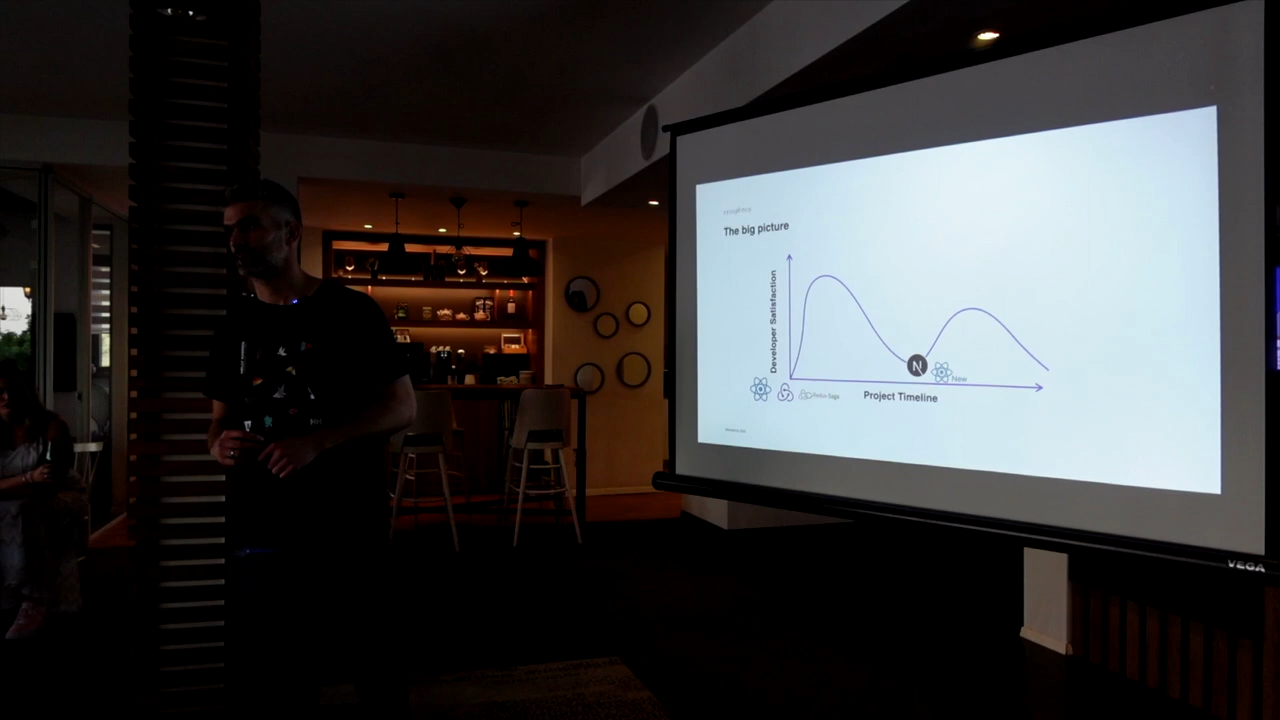 The big picture
Developer Satisfaction
N
New
Redux Saga
Project Timeline
VEGA